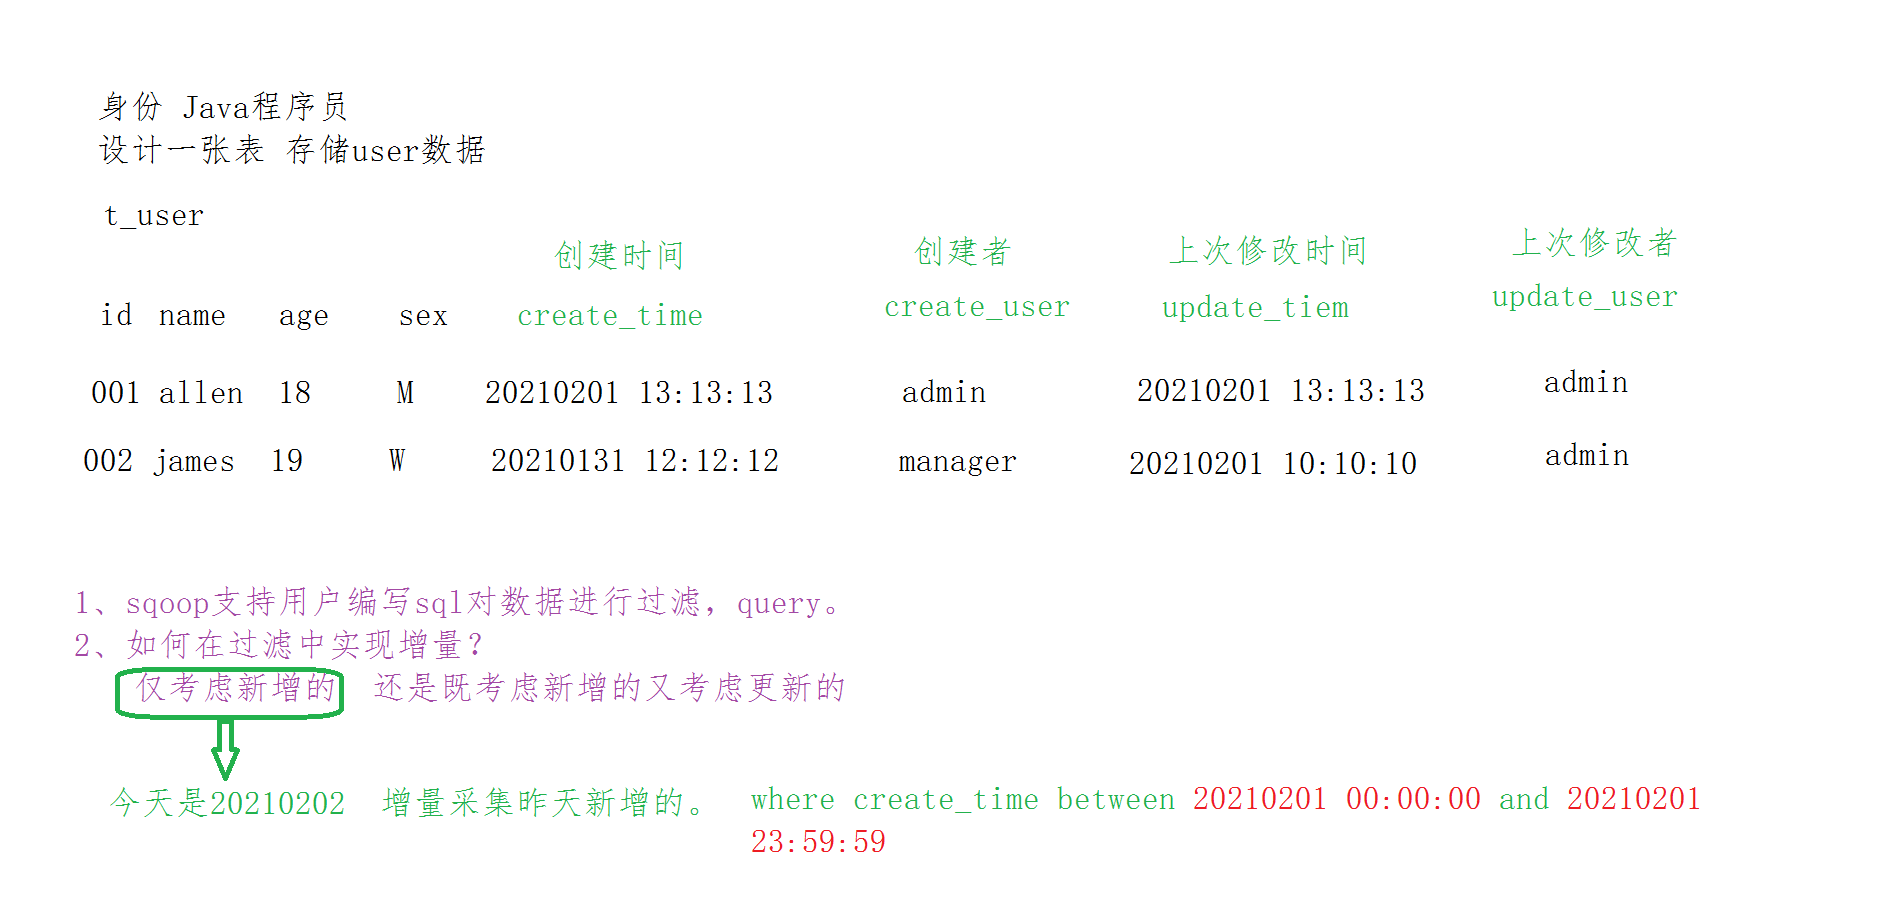 身份 Java程序员
设计一张表 存储user数据
t_user
创建时间 创建者 上次修改时间 上次修改者
id name age sex create_time create_user update_tiem update_user
001 allen 18 M 20210201 13:13:13 admin 20210201 13:13:13 admin
002 james 19 W 20210131 12:12:12 manager 20210201 10:10:10 admin
1、sqoop支持用户编写sql对数据进行过滤，query。
2、如何在过滤中实现增量？
仅考虑新增的 还是既考虑新增的又考虑更新的
今天是20210202 增量采集昨天新增的。 where create_time between 20210201 00:00:00 and 20210201
23:59:59